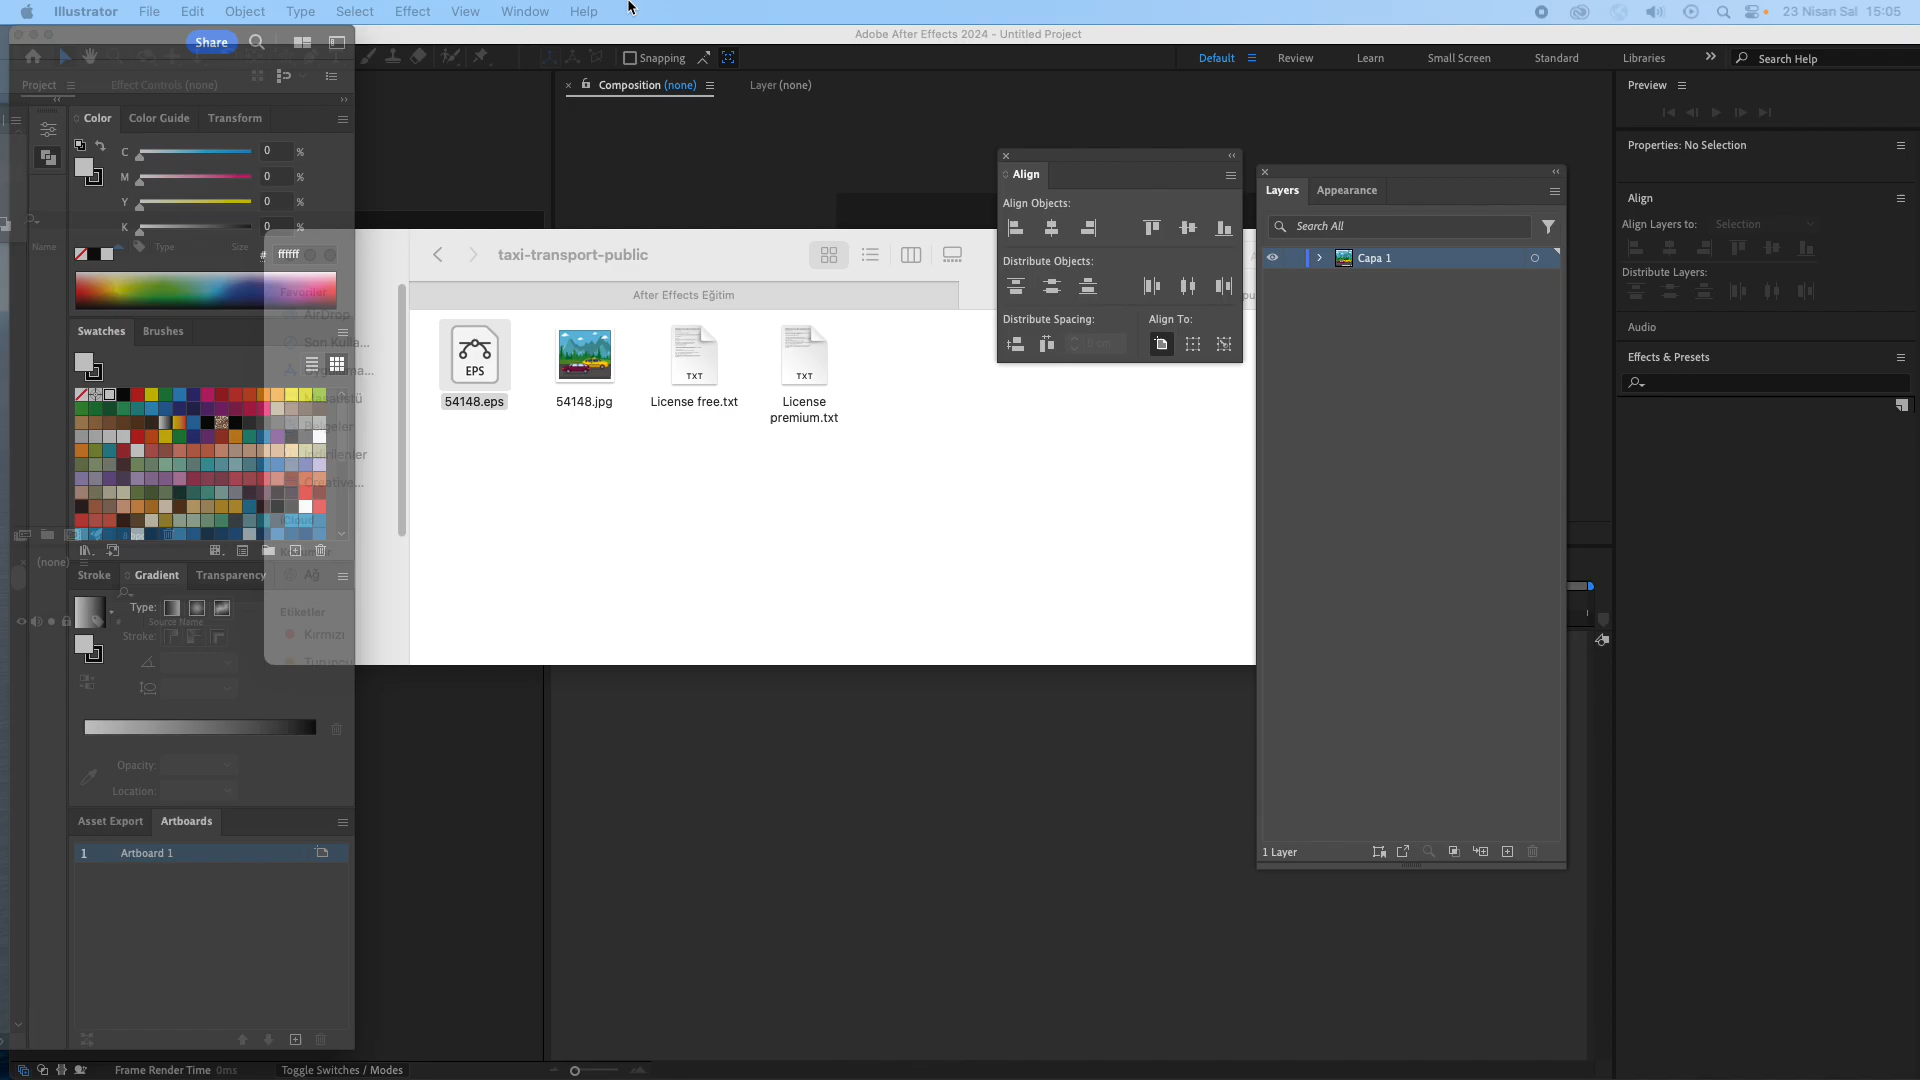 Illustrator File Edit Object Type Select Effect View Window Help
23 Nisan Sal 15:05
Adobe After Effects 2024 - Untitled Project
Share
Snapping
Default
Review
Learn
Small Screen
Standard
Libraries
Search Help
Project
Effect Controls (none)
Composition (none)
Layer (none)
Preview
Color
Color Guide
Transform
C 0 %
M 0 %
Y 0 %
K 0
Name
Type
Size
# ffffff
Swatches
Brushes
Favoriler
AirDrop
Son Kulla...
Masaüstü
Belgeler
İndirilenler
Creative...
iCloud
Ağ
Etiketler
Kırmızı
Turuncu
taxi-transport-public
After Effects Eğitim
EPS
54148.eps
54148.jpg
TXT
License free.txt
TXT
License
premium.txt
Align
Align Objects:
Distribute Objects:
Distribute Spacing:
Align To:
0 cm
Layers
Appearance
Search All
Capa 1
1 Layer
Properties: No Selection
Align
Align Layers to:
Selection
Distribute Layers:
Audio
Effects & Presets
(none)
Stroke
Gradient
Transparency
Type:
# Source Name
Stroke:
Opacity:
Location:
Asset Export
Artboards
1 Artboard 1
Frame Render Time 0ms
Toggle Switches / Modes